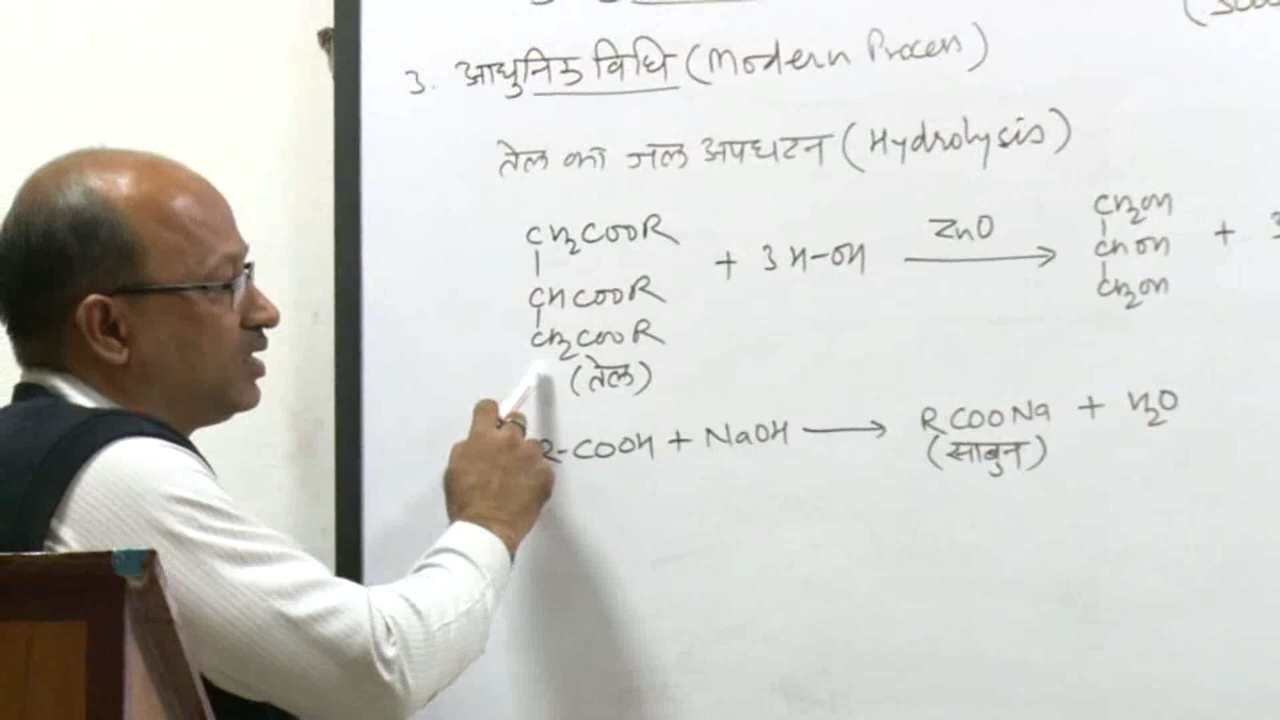 3. आधुनिक विधि (Modern Process)
तेल का जल अपघटन (Hydrolysis)
CH2COOR
CHCOOR + 3H-OH ZnO → CH2OH
CHOH + 3
CH2COOR CH2OH
(तेल)
R-COOH + NaOH → RCOONa + H2O
(साबुन)